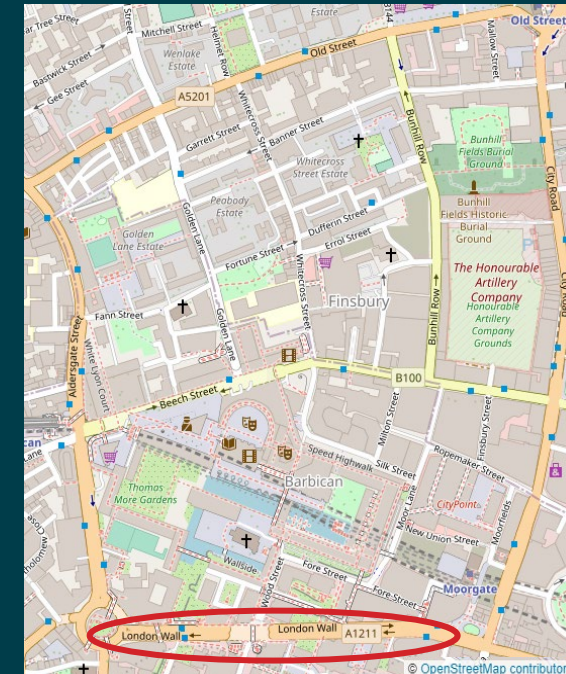 Estate
Old Street
Mitchell Street
Helmet Row
Mallow Street
Old Street
Wenlake
Estate
Bastwick Street
Gee Street
A5201
Garrett Street
Banner Street
Whitecross Street
Bunhill Row
Bunhill
Fields Burial
Ground
Whitecross
Street Estate
City Road
Peabody
Estate
Bunhill
Fields Historic
Burial
Ground
Golden Lane
Golden
Lane Estate
Dufferin Street
Errol Street
Fortune Street
The Honourable
Artillery
Company
Honourable
Artillery
Company
Grounds
Whitecross Street
Finsbury
Bunhill Row
Fann Street
Golden Lane
Aldersgate Street
White Lyon Court
B100
Beech Street
Milton Street
Finsbury Street
Speed Highwalk
Silk Street
Ropemaker Street
Barbican
Thomas
More Gardens
Moor Lane
CityPoint
Moorfields
New Union Street
Wallside
Fore Street
Wood Street
Fore Street
Moorgate
London Wall
London Wall
A1211
© OpenStreetMap contributor